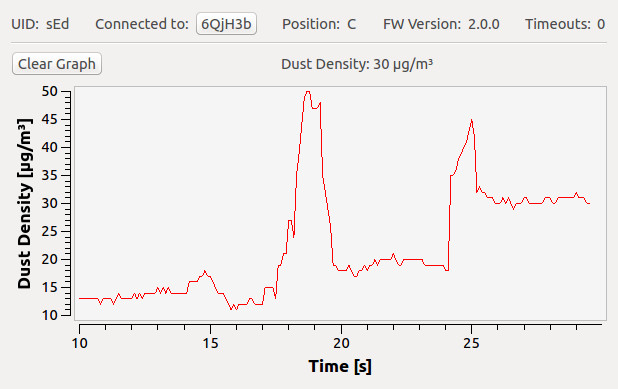 UID: sEd Connected to: 6QjH3b Position: C FW Version: 2.0.0 Timeouts: 0
Clear Graph Dust Density: 30 µg/m³
Dust Density [µg/m³]
50
45
40
35
30
25
20
15
10
10 15 20 25
Time [s]